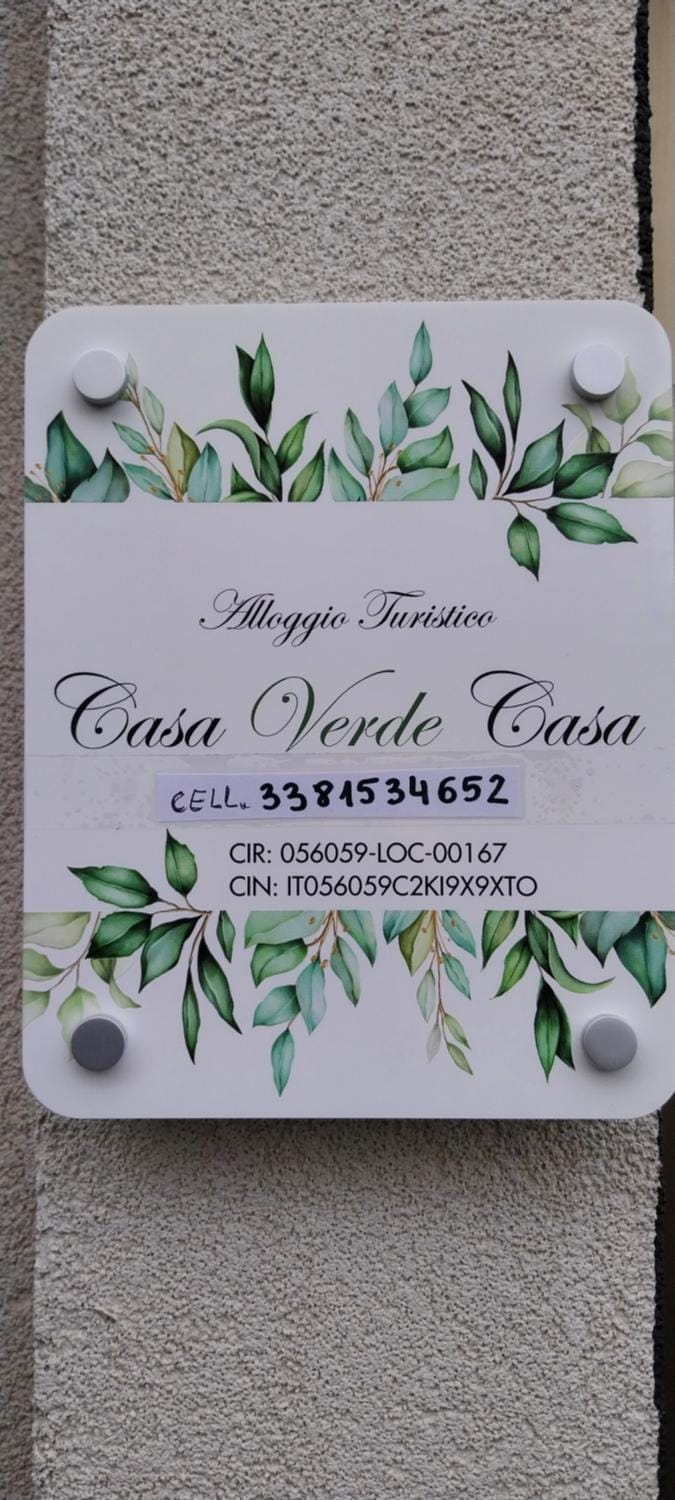 Alloggio Turistico
Casa Verde Casa
CELL. 3381534652
CIR: 056059-LOC-00167
CIN: IT056059C2KI9X9XTO